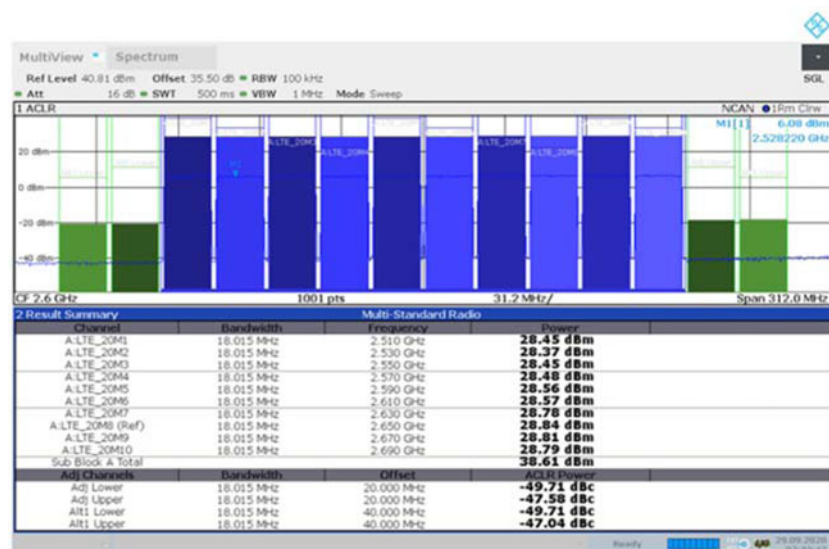 MultiView Spectrum
Ref Level 40.81 dBm Offset 35.50 dB RBW 100 kHz SGL
Att 16 dB SWT 500 ms VBW 1 MHz Mode Sweep
1 ACLR NCAN 1Rm Clrw
M1[1] 6.08 dBm
2.528220 GHz
20 dBm
0 dBm
-20 dBm
-40 dBm
A:LTE_20M3
A:LTE_20M4
A:LTE_20M7
A:LTE_20M8
CF 2.6 GHz 1001 pts 31.2 MHz/ Span 312.0 MHz
2 Result Summary Multi-Standard Radio
Channel Bandwidth Frequency Power
A:LTE_20M1 18.015 MHz 2.510 GHz 28.45 dBm
A:LTE_20M2 18.015 MHz 2.530 GHz 28.37 dBm
A:LTE_20M3 18.015 MHz 2.550 GHz 28.45 dBm
A:LTE_20M4 18.015 MHz 2.570 GHz 28.48 dBm
A:LTE_20M5 18.015 MHz 2.590 GHz 28.56 dBm
A:LTE_20M6 18.015 MHz 2.610 GHz 28.57 dBm
A:LTE_20M7 18.015 MHz 2.630 GHz 28.78 dBm
A:LTE_20M8 (Ref) 18.015 MHz 2.650 GHz 28.84 dBm
A:LTE_20M9 18.015 MHz 2.670 GHz 28.81 dBm
A:LTE_20M10 18.015 MHz 2.690 GHz 28.79 dBm
Sub Block A Total 38.61 dBm
Adj Channels Bandwidth Offset ACLR Power
Adj Lower 18.015 MHz 20.000 MHz -49.71 dBc
Adj Upper 18.015 MHz 20.000 MHz -47.58 dBc
Alt1 Lower 18.015 MHz 40.000 MHz -49.71 dBc
Alt1 Upper 18.015 MHz 40.000 MHz -47.04 dBc
Ready 29.09.2020